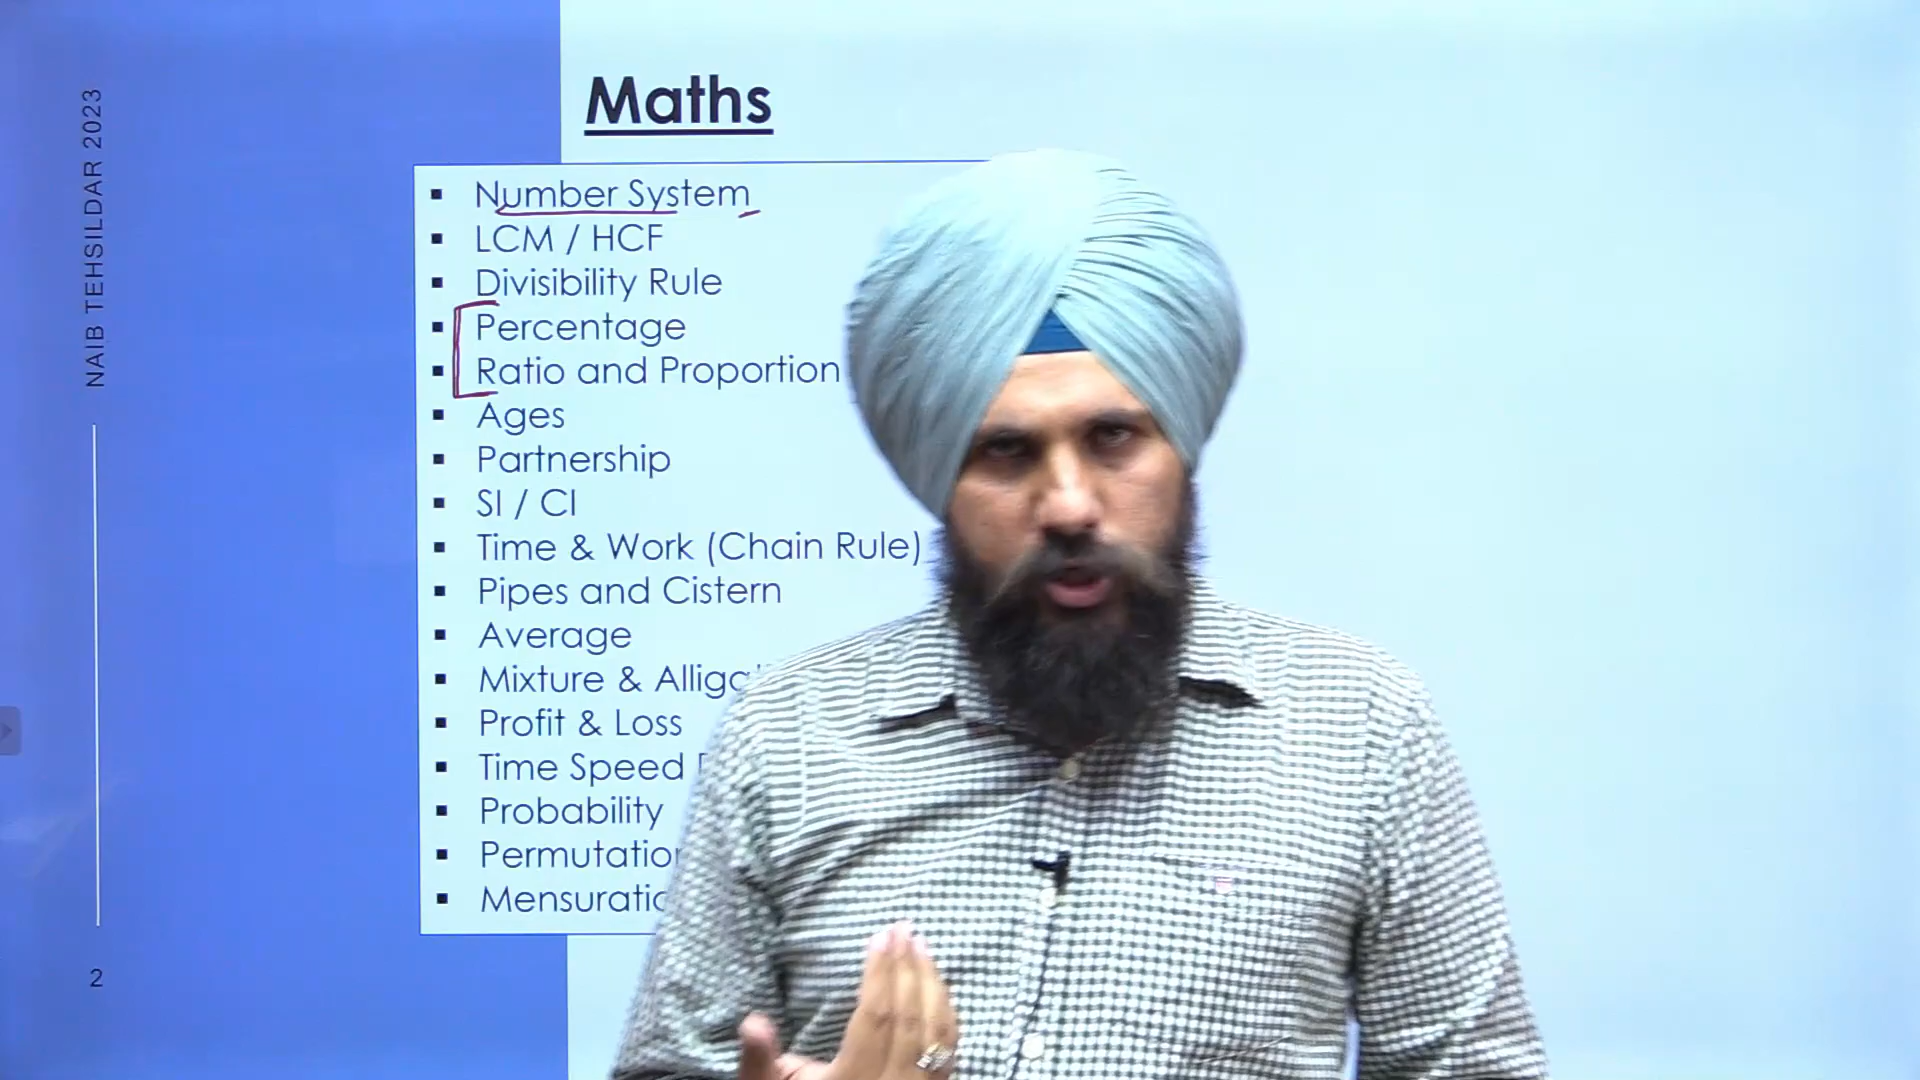 NAIB TEHSILDAR 2023
Maths
Number System
LCM / HCF
Divisibility Rule
Percentage
Ratio and Proportion
Ages
Partnership
SI / CI
Time & Work (Chain Rule)
Pipes and Cistern
Average
Mixture &
Profit & Loss
Time Speed
Probability
2